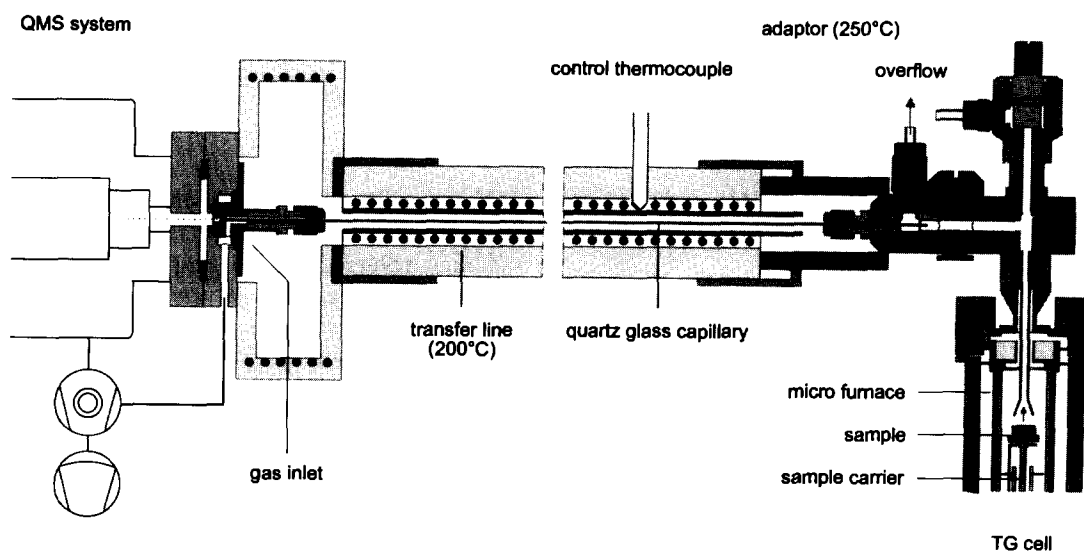 QMS system
adaptor (250°C)
control thermocouple
overflow
transfer line
(200°C)
quartz glass capillary
micro furnace
sample
gas inlet
sample carrier
TG cell